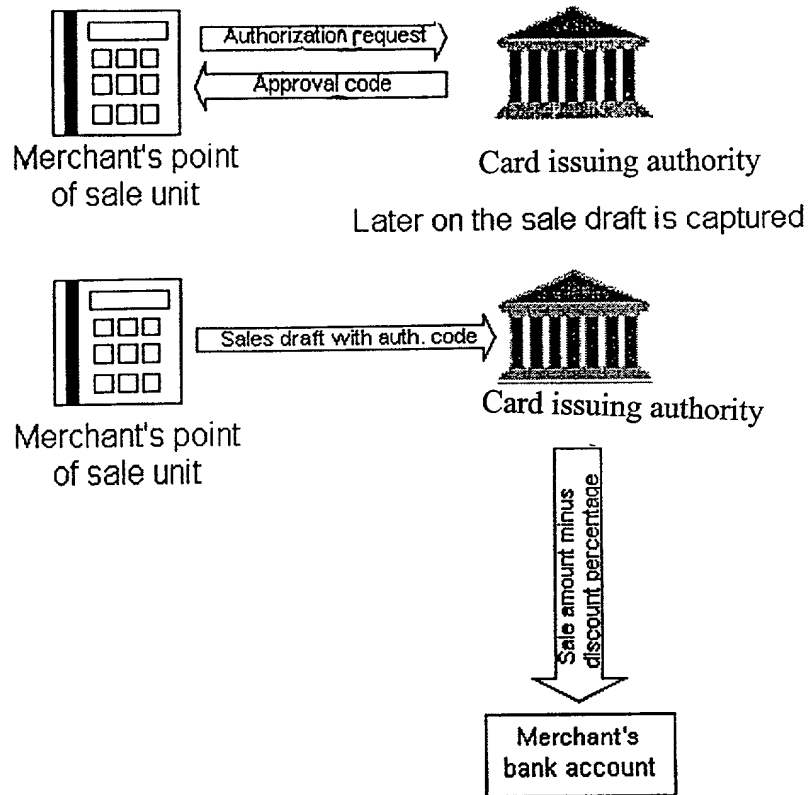 Authorization request
Approval code
Merchant's point
of sale unit
Card issuing authority
Later on the sale draft is captured
Sales draft with auth. code
Merchant's point
of sale unit
Card issuing authority
Sale amount minus
discount percentage
Merchant's
bank account